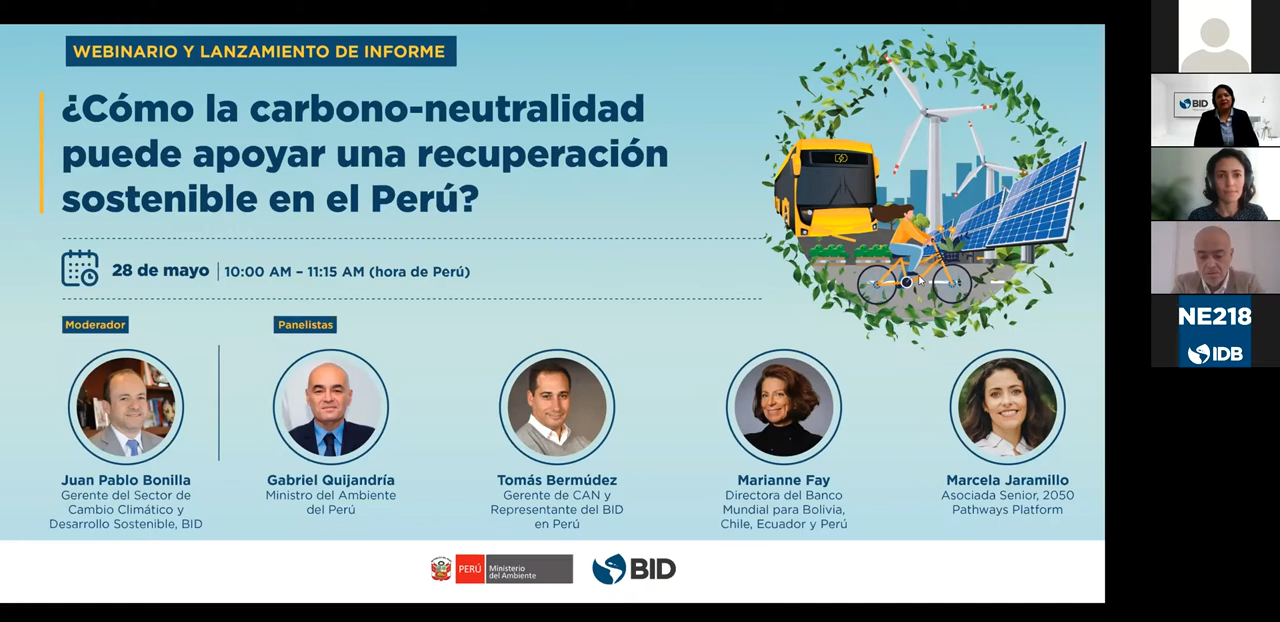 WEBINARIO Y LANZAMIENTO DE INFORME
¿Cómo la carbono-neutralidad
puede apoyar una recuperación
sostenible en el Perú?
28 de mayo
10:00 AM – 11:15 AM (hora de Perú)
Moderador
Panelistas
Juan Pablo Bonilla
Gerente del Sector de
Cambio Climático y
Desarrollo Sostenible, BID
Gabriel Quijandría
Ministro del Ambiente
del Perú
Tomás Bermúdez
Gerente de CAN y
Representante del BID
en Perú
Marianne Fay
Directora del Banco
Mundial para Bolivia,
Chile, Ecuador y Perú
Marcela Jaramillo
Asociada Senior, 2050
Pathways Platform
PERÚ
Ministerio
del Ambiente
BID
BID
NE218
IDB